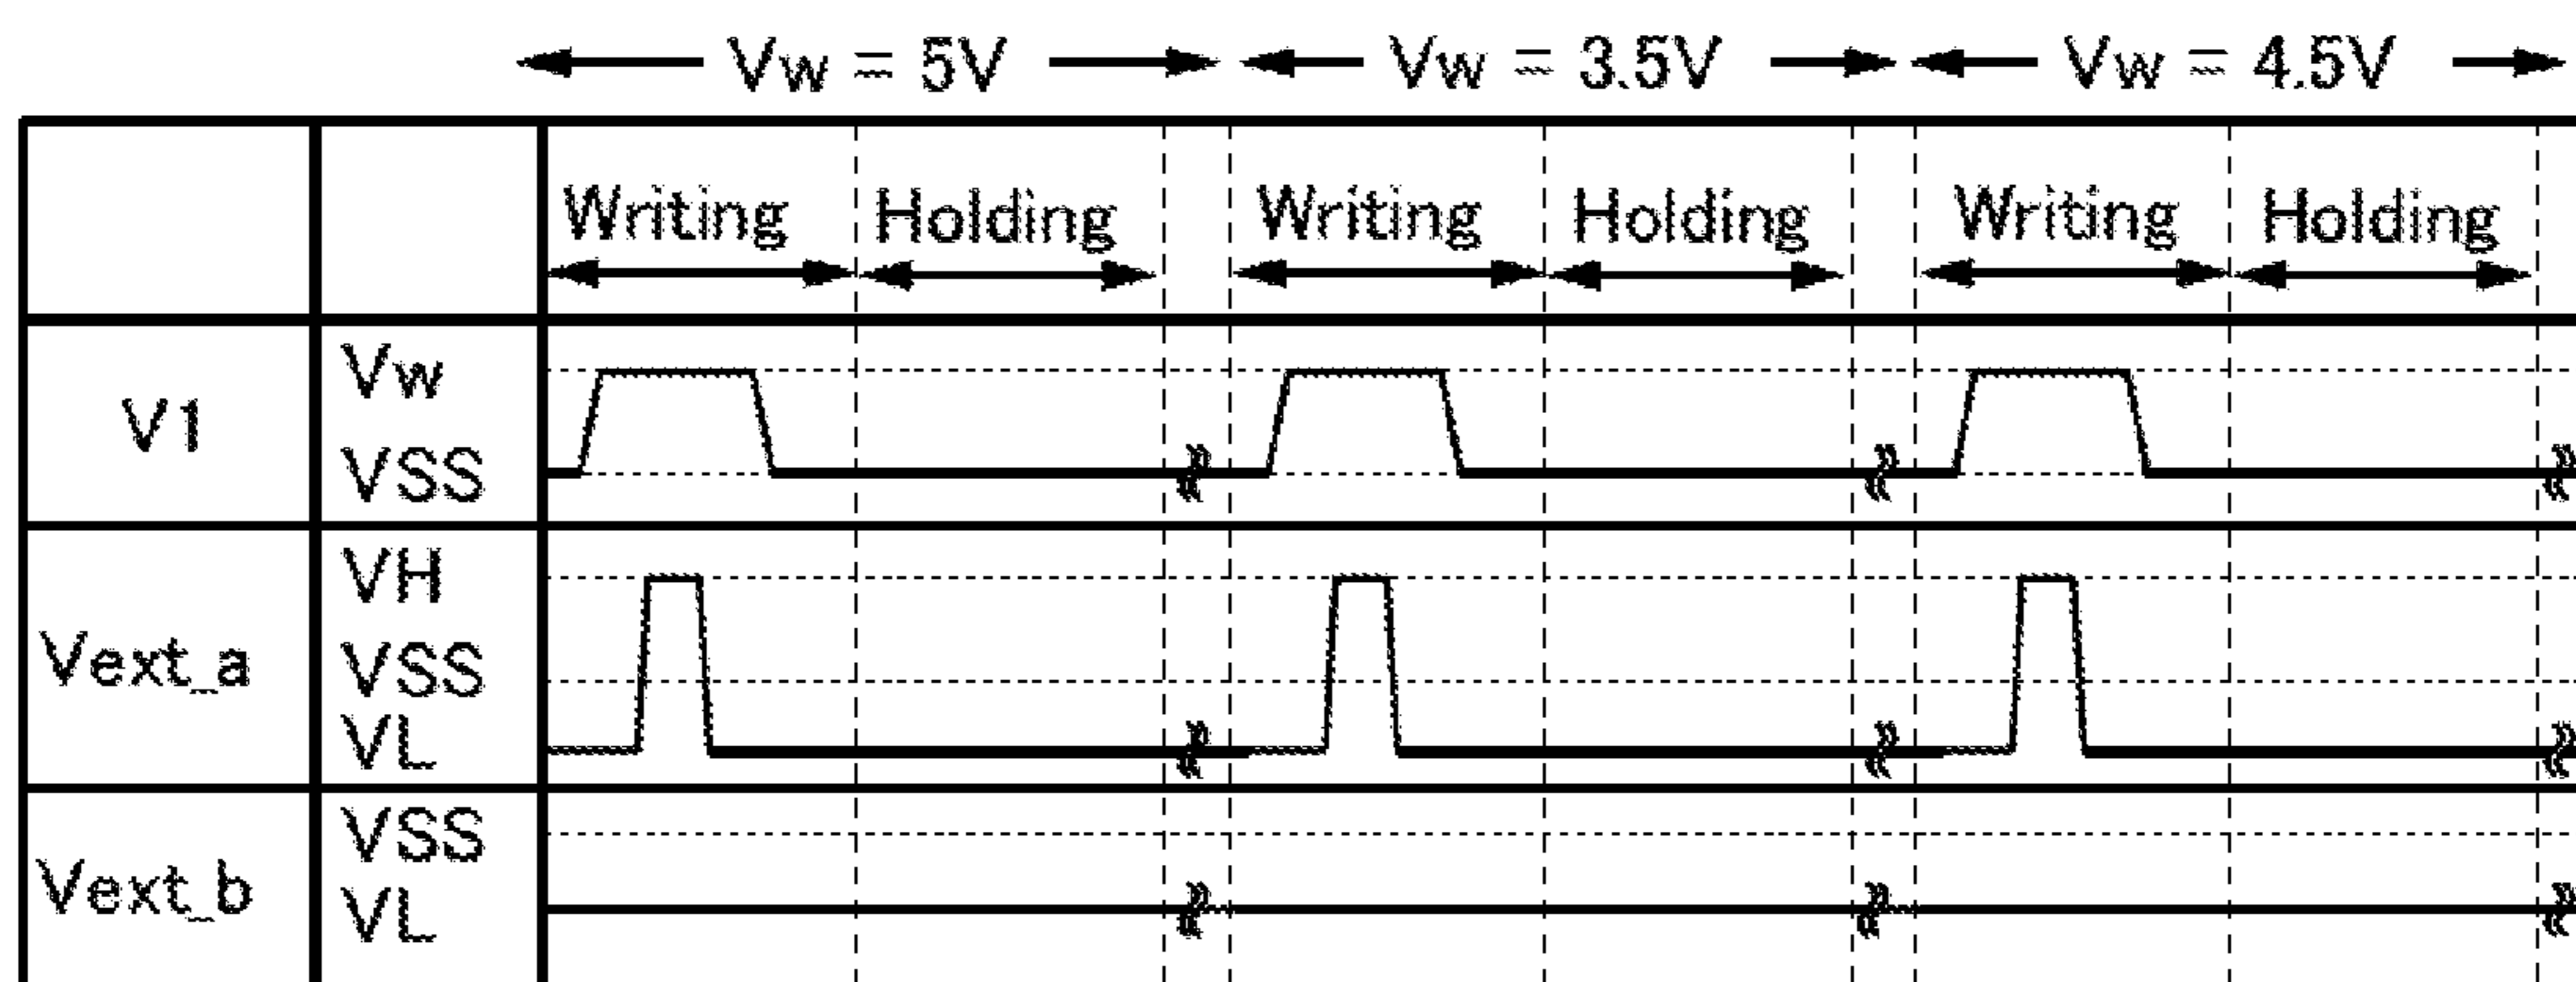 Vw = 5V Vw = 3.5V Vw = 4.5V
Writing Holding Writing Holding Writing Holding
V1
Vw
VSS
Vext_a
VH
VSS
VL
Vext_b
VSS
VL